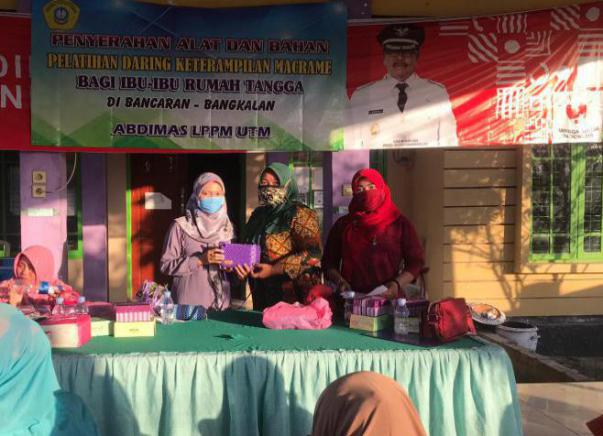 PENYERAHAN ALAT DAN BAHAN
PELATIHAN DARING KETERAMPILAN MACRAME
BAGI IBU-IBU RUMAH TANGGA
DI BANCARAN - BANGKALAN
ABDIMAS LPPM UTM